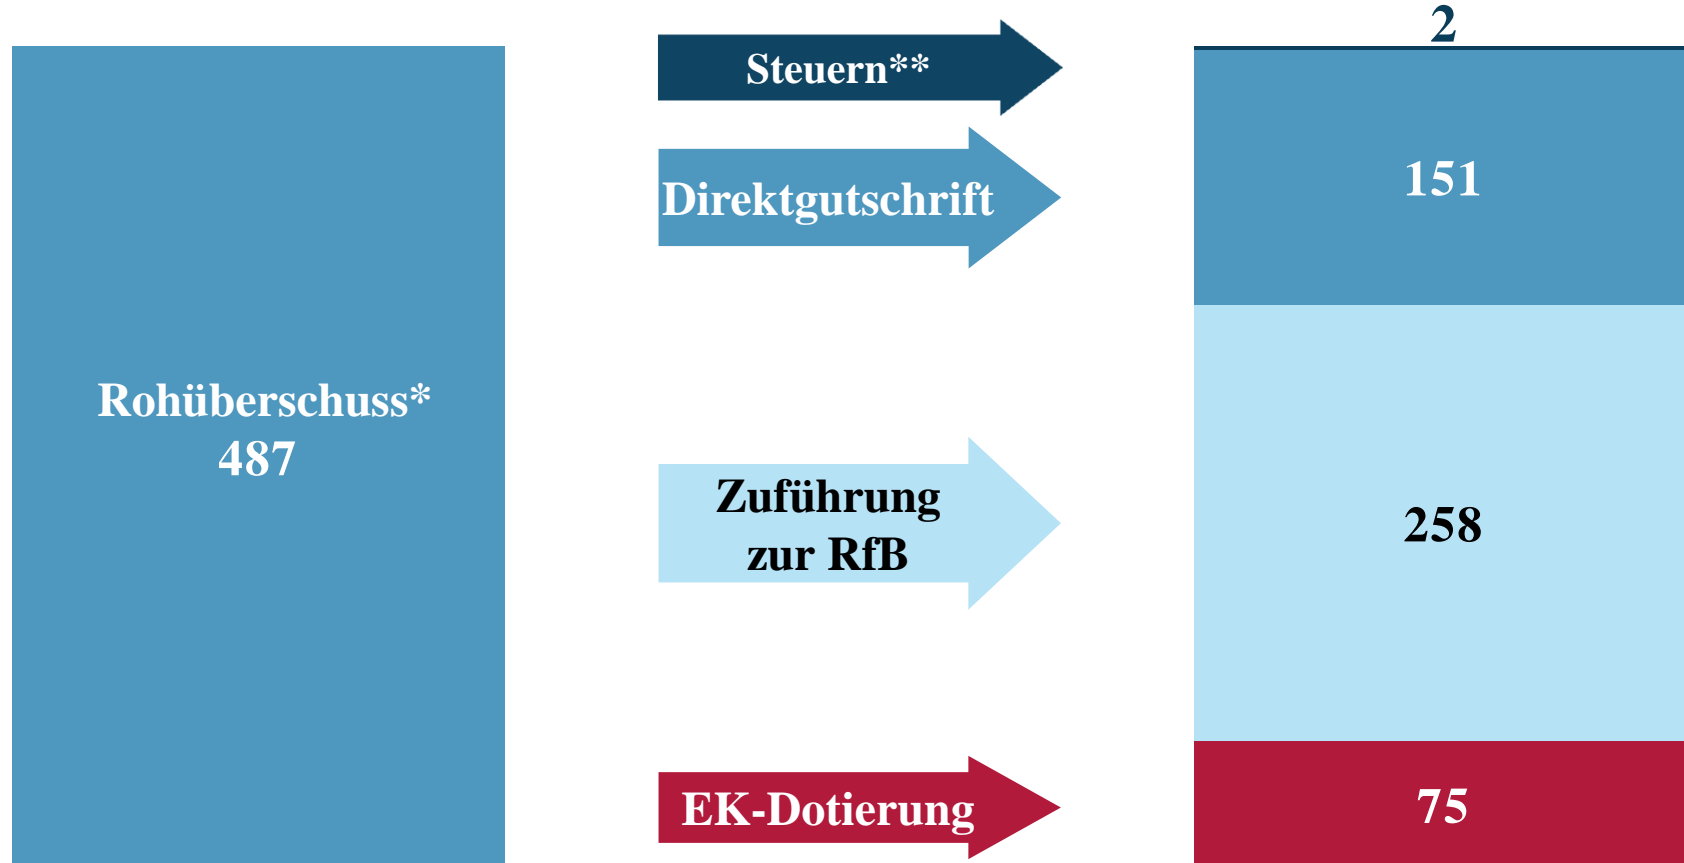 Rohüberschuss*
487
Steuern**
Direktgutschrift
Zuführung
zur RfB
EK-Dotierung
2
151
258
75